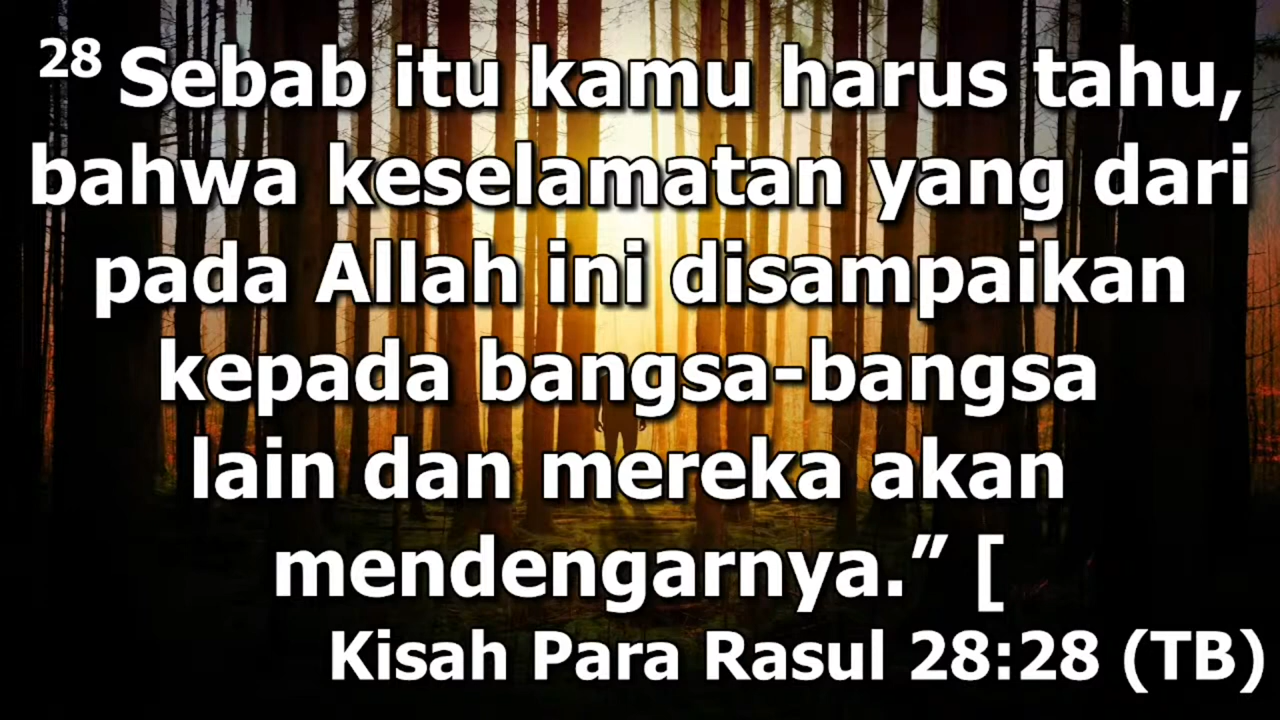 28 Sebab itu kamu harus tahu,
bahwa keselamatan yang dari
pada Allah ini disampaikan
kepada bangsa-bangsa
lain dan mereka akan
mendengarnya.” [
Kisah Para Rasul 28:28 (TB)